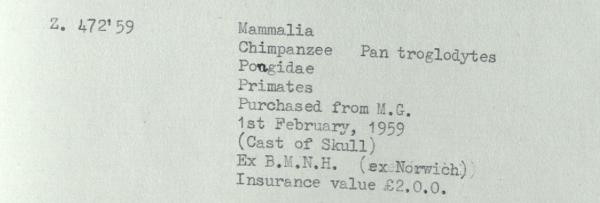 Z. 472'59 Mammalia
Chimpanzee Pan troglodytes
Pongidae
Primates
Purchased from M.G.
1st February, 1959
(Cast of Skull)
Ex B.M.N.H. (ex Norwich)
Insurance value £2.0.0.